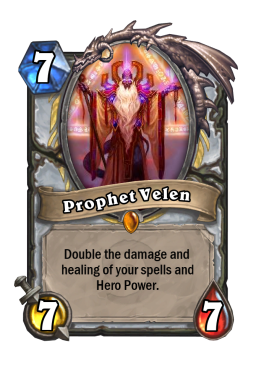 7
Prophet Velen
Double the damage and
healing of your spells and
Hero Power.
7
7